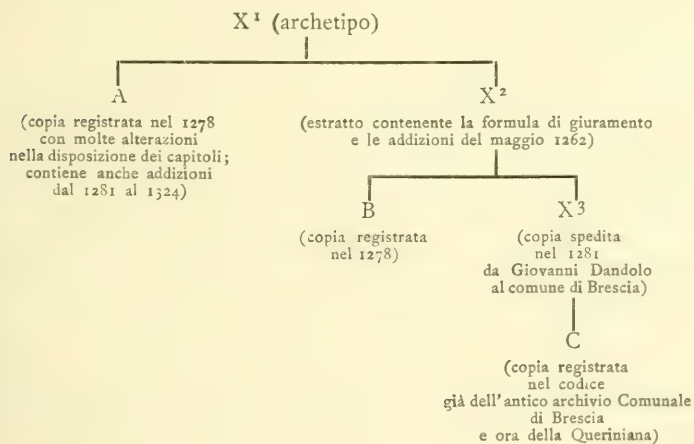 X¹ (archetipo)
A
(copia registrata nel 1278
con molte alterazioni
nella disposizione dei capitoli;
contiene anche addizioni
dal 1281 al 1324)
X²
(estratto contenente la formula di giuramento
e le addizioni del maggio 1262)
B
(copia registrata
nel 1278)
X³
(copia spedita
nel 1281
da Giovanni Dandolo
al comune di Brescia)
C
(copia registrata
nel codice
già dell'antico archivio Comunale
di Brescia
e ora della Queriniana)